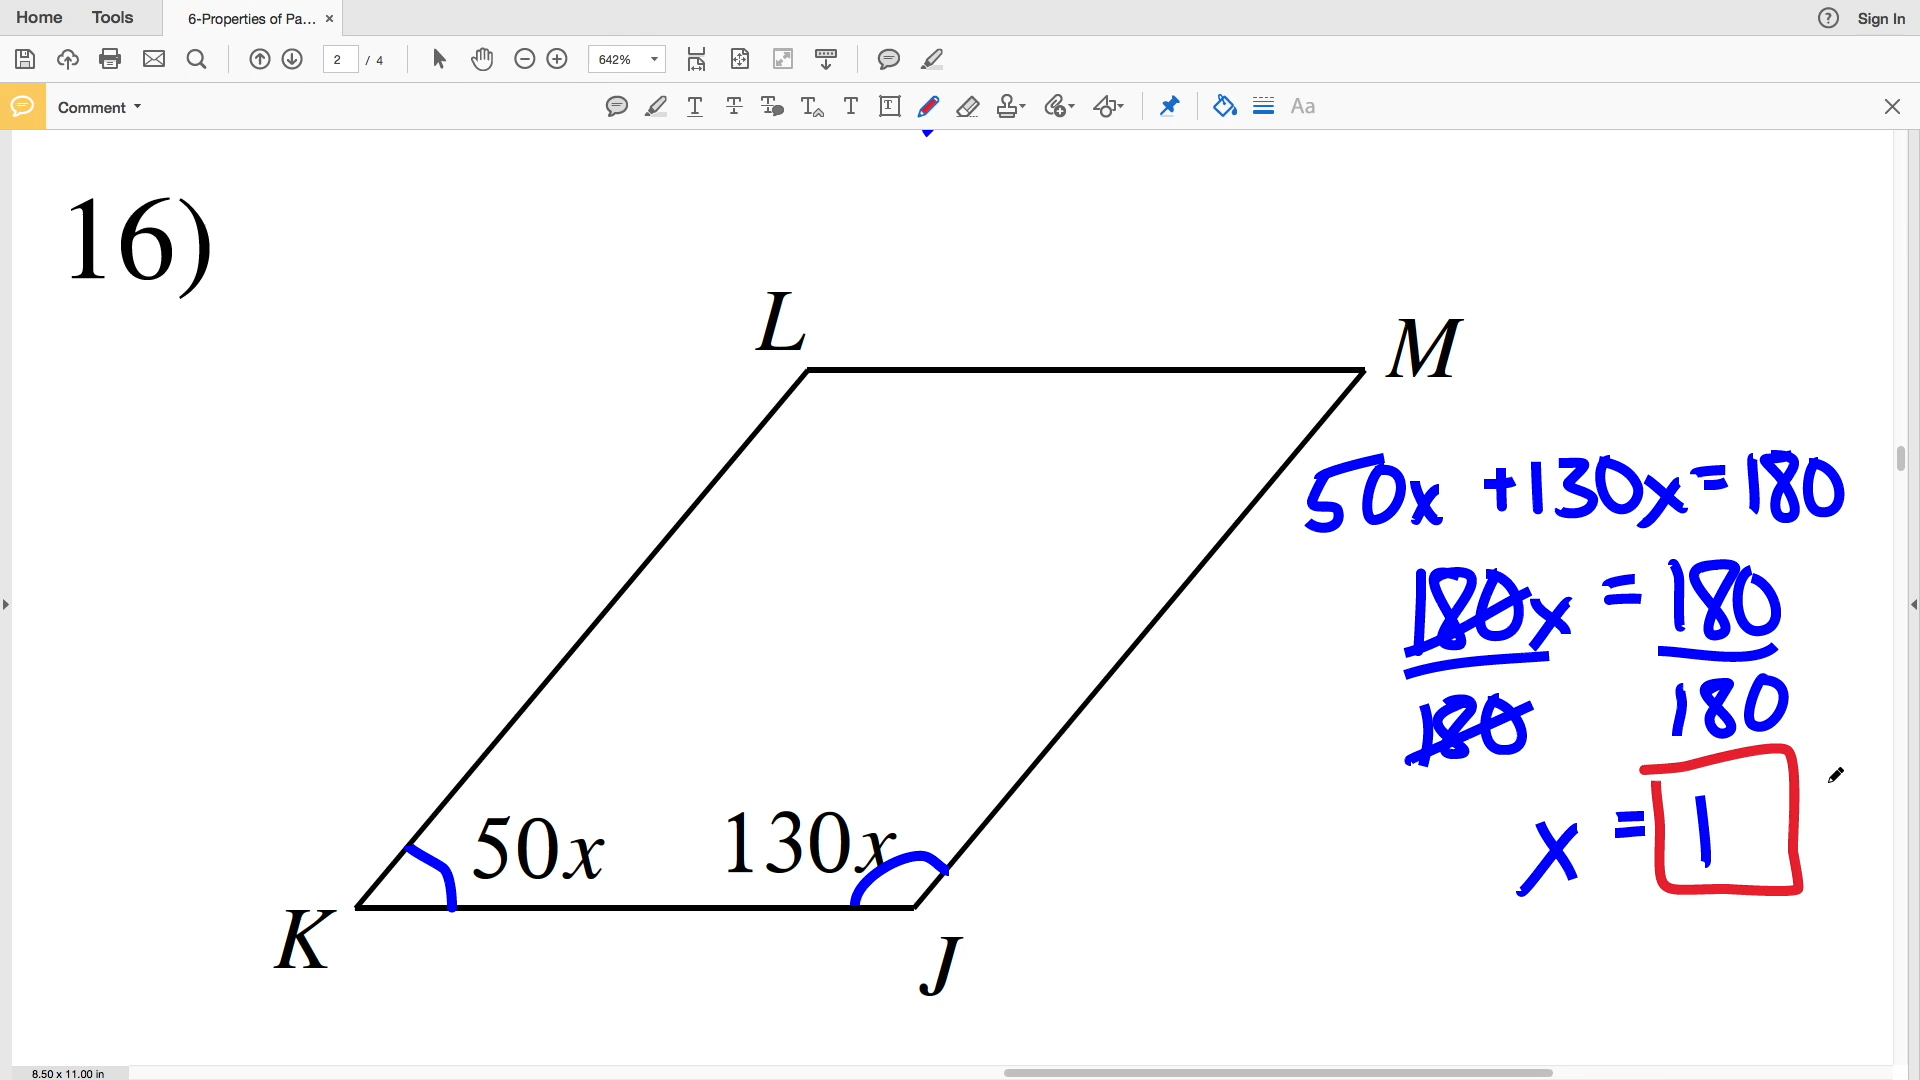 Home Tools 6-Properties of Pa... × ? Sign In
2 / 4 642%
Comment T T T T T T Aa
16)
L
M
50x +130x=180
180x = 180
180 180
x = 1
50x 130x
K
J
8.50 x 11.00 in